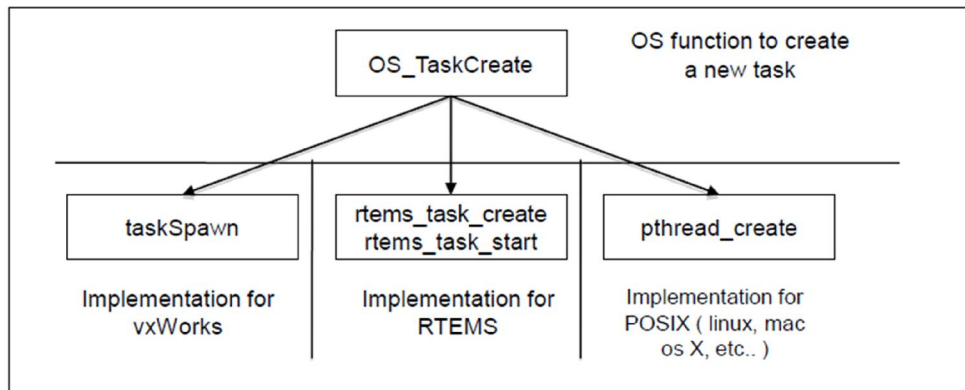 OS_TaskCreate
OS function to create
a new task
taskSpawn
rtems_task_create
rtems_task_start
pthread_create
Implementation for
vxWorks
Implementation for
RTEMS
Implementation for
POSIX ( linux, mac
os X, etc.. )